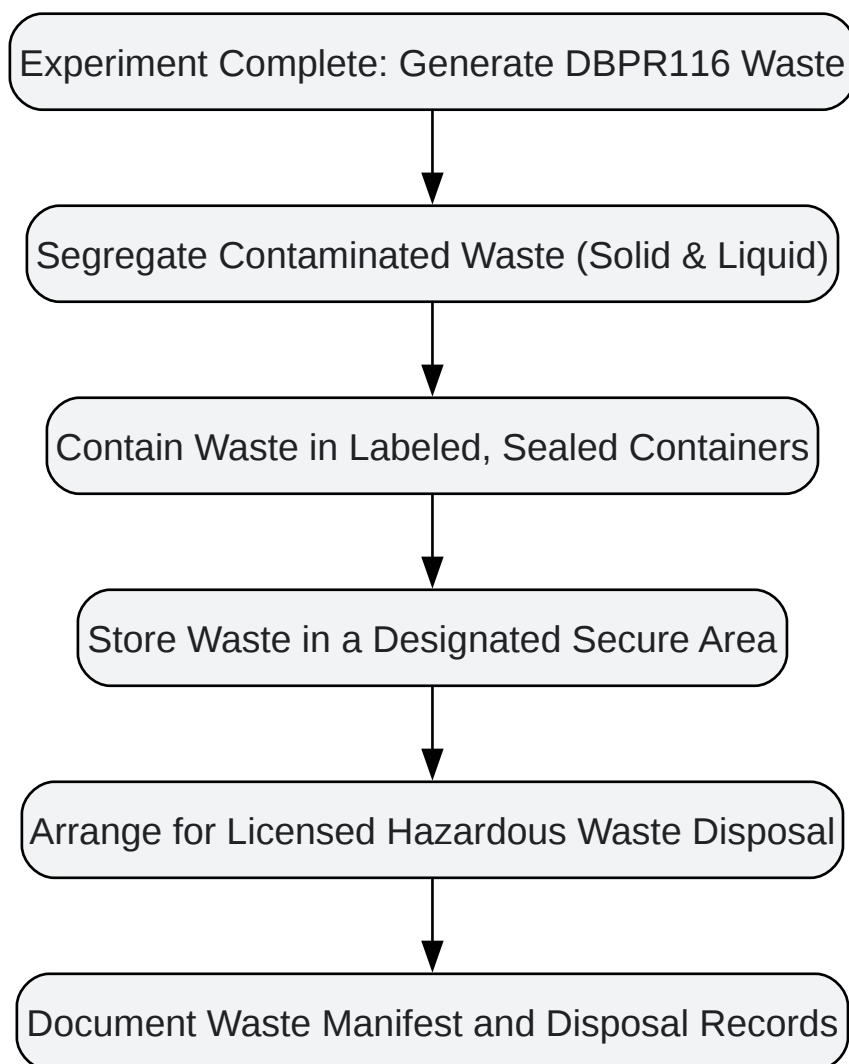 Experiment Complete: Generate DBPR116 Waste
Segregate Contaminated Waste (Solid & Liquid)
Contain Waste in Labeled, Sealed Containers
Store Waste in a Designated Secure Area
Arrange for Licensed Hazardous Waste Disposal
Document Waste Manifest and Disposal Records